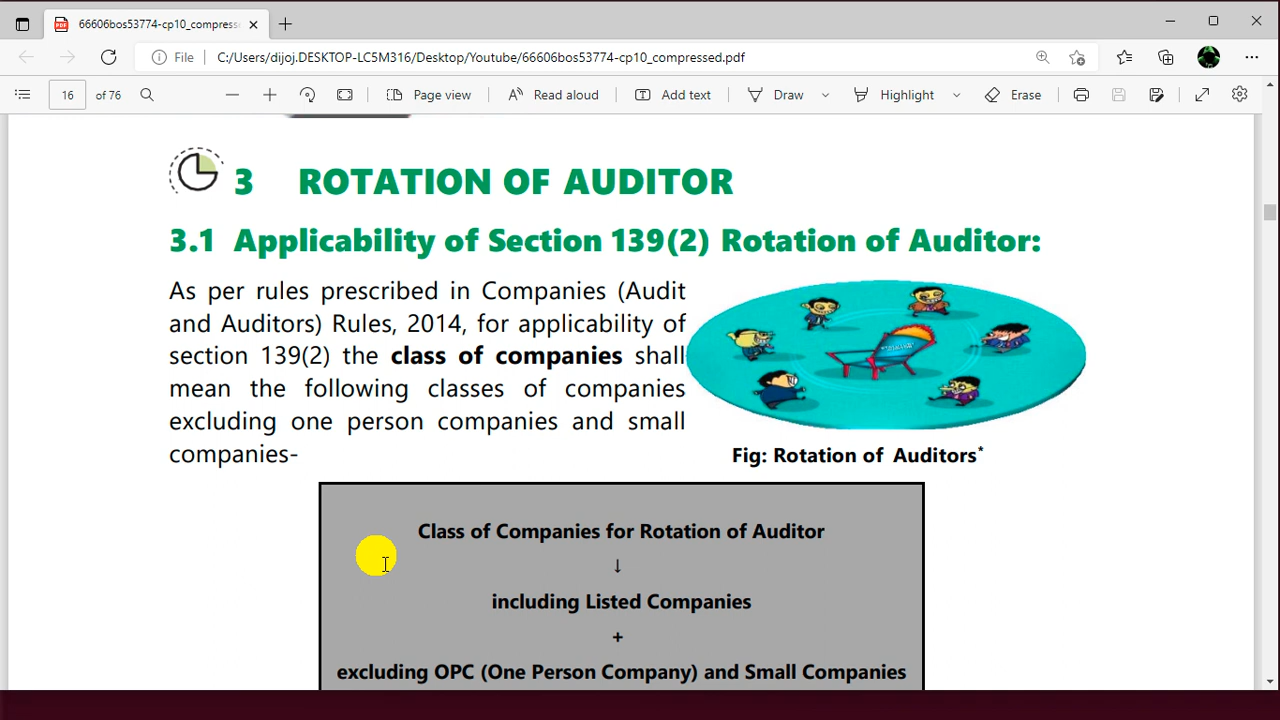 66606bos53774-cp10_compress
File C:/Users/dijoj.DESKTOP-LC5M316/Desktop/Youtube/66606bos53774-cp10_compressed.pdf
16 of 76 Page view Read aloud Add text Draw Highlight Erase
3 ROTATION OF AUDITOR
3.1 Applicability of Section 139(2) Rotation of Auditor:
As per rules prescribed in Companies (Audit
and Auditors) Rules, 2014, for applicability of
section 139(2) the class of companies shall
mean the following classes of companies
excluding one person companies and small
companies-
Fig: Rotation of Auditors*
Class of Companies for Rotation of Auditor
↓
including Listed Companies
+
excluding OPC (One Person Company) and Small Companies